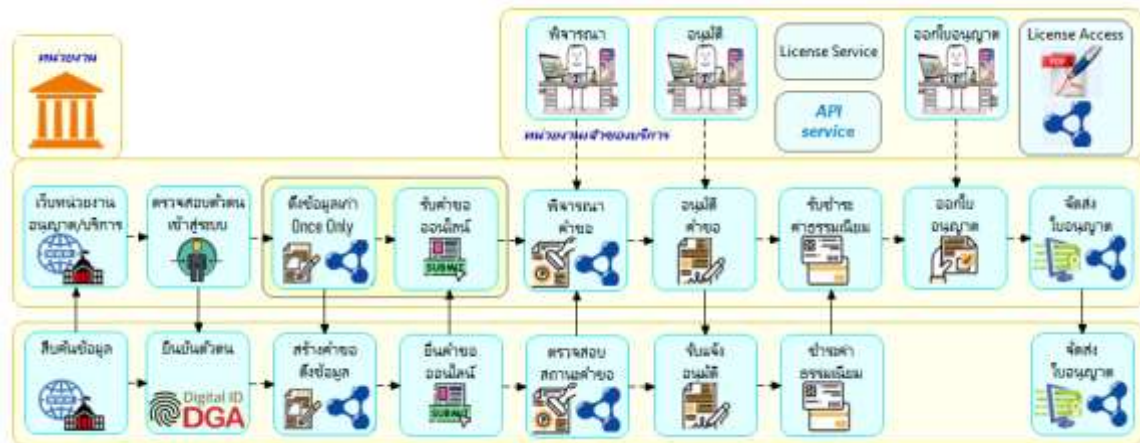 หน่วยงาน
พิจารณา
อนุมัติ
License Service
API
service
ออกใบอนุญาต
License Access
PDF
หน่วยงานเจ้าของบริการ
เว็บหน่วยงาน
อนุญาต/บริการ
ตรวจสอบตัวตน
เข้าสู่ระบบ
ดึงข้อมูลเก่า
Once Only
รับคำขอ
ออนไลน์
SUBMIT
พิจารณา
คำขอ
อนุมัติ
คำขอ
รับชำระ
ค่าธรรมเนียม
ออกใบ
อนุญาต
จัดส่ง
ใบอนุญาต
สืบค้นข้อมูล
ยืนยันตัวตน
Digital ID
DGA
สร้างคำขอ
ดึงข้อมูล
ยื่นคำขอ
ออนไลน์
SUBMIT
ตรวจสอบ
สถานะคำขอ
รับแจ้ง
อนุมัติ
ชำระค่า
ธรรมเนียม
จัดส่ง
ใบอนุญาต